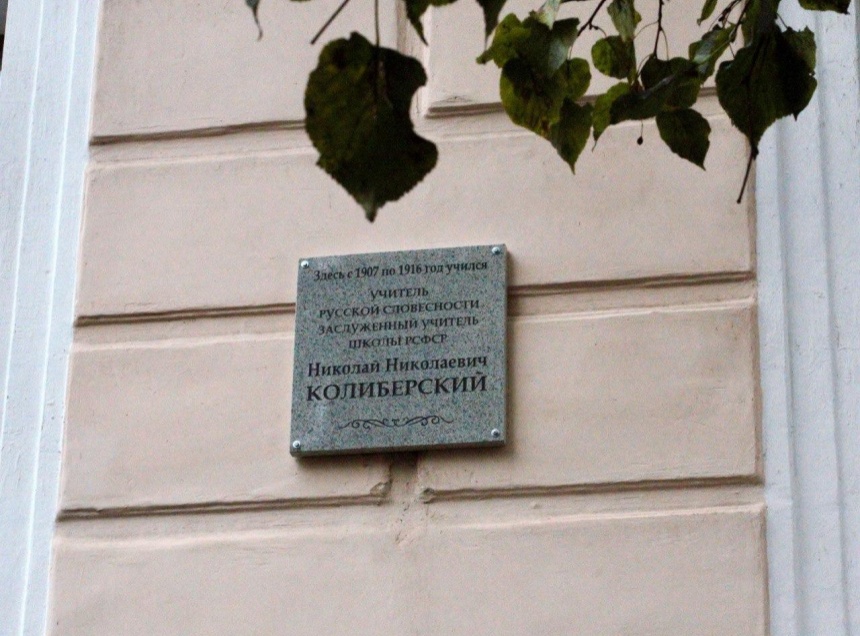 Здесь с 1907 по 1916 год учился
УЧИТЕЛЬ
РУССКОЙ СЛОВЕСНОСТИ
ЗАСЛУЖЕННЫЙ УЧИТЕЛЬ
ШКОЛЫ РСФСР
Николай Николаевич
КОЛИБЕРСКИЙ